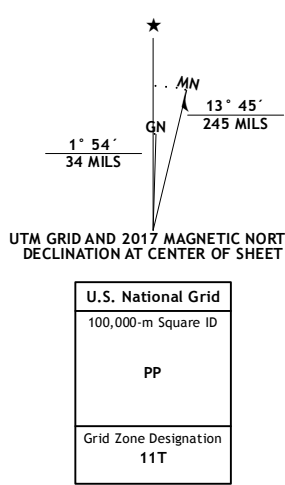 MN
13° 45´
245 MILS
GN
1° 54´
34 MILS
UTM GRID AND 2017 MAGNETIC NORT
DECLINATION AT CENTER OF SHEET
U.S. National Grid
100,000-m Square ID
PP
Grid Zone Designation
11T